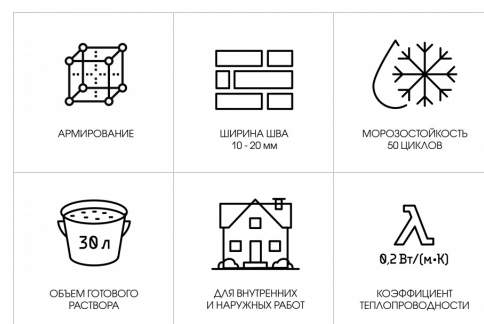 АРМИРОВАНИЕ
ШИРИНА ШВА
10 - 20 мм
МОРОЗОСТОЙКОСТЬ
50 ЦИКЛОВ
30 л
ОБЪЕМ ГОТОВОГО
РАСТВОРА
ДЛЯ ВНУТРЕННИХ
И НАРУЖНЫХ РАБОТ
λ
0,2 Вт/(м·К)
КОЭФФИЦИЕНТ
ТЕПЛОПРОВОДНОСТИ